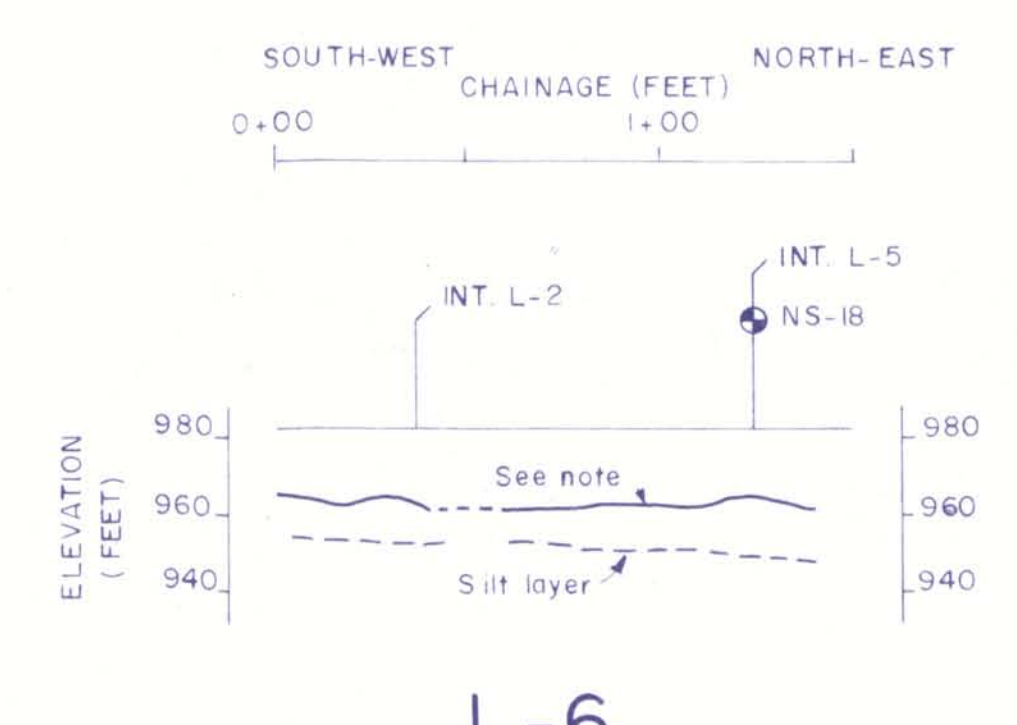 SOUTH-WEST NORTH-EAST
CHAINAGE (FEET)
0+00 1+00
INT. L-5
INT. L-2
NS-18
980 980
See note
960 960
ELEVATION
(FEET)
940 940
Silt layer
L-6